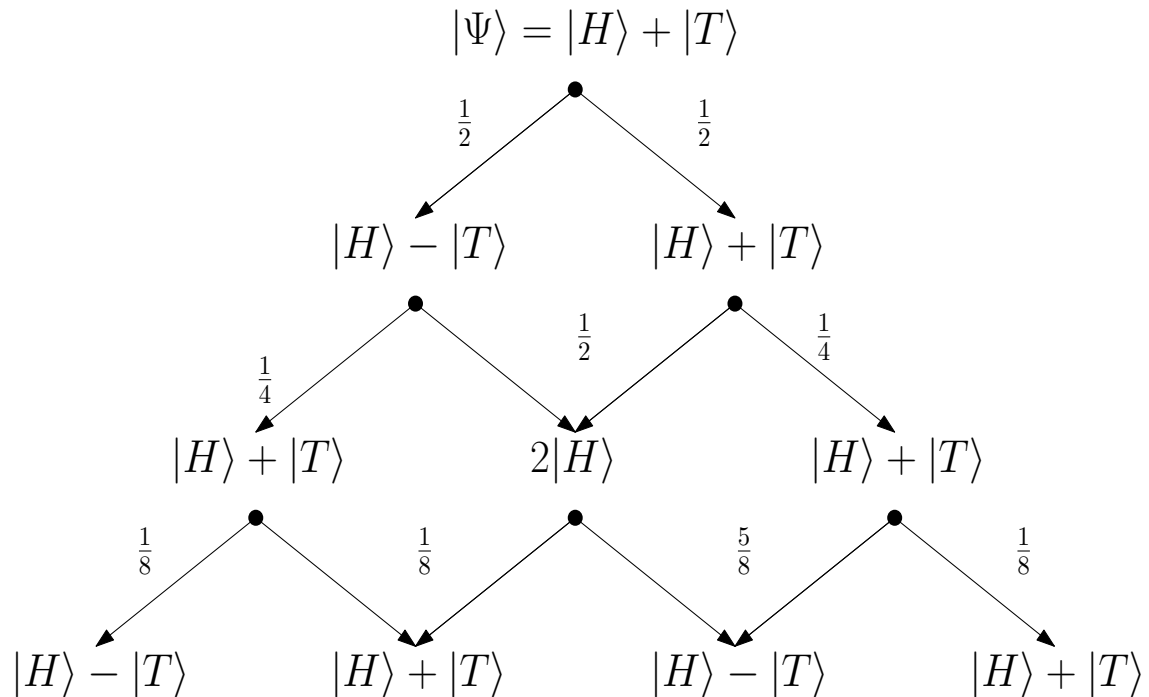 |Ψ⟩ = |H⟩ + |T⟩
1/2 1/2
|H⟩ − |T⟩ |H⟩ + |T⟩
1/4 1/2 1/4
|H⟩ + |T⟩ 2|H⟩ |H⟩ + |T⟩
1/8 1/8 5/8 1/8
|H⟩ − |T⟩ |H⟩ + |T⟩ |H⟩ − |T⟩ |H⟩ + |T⟩